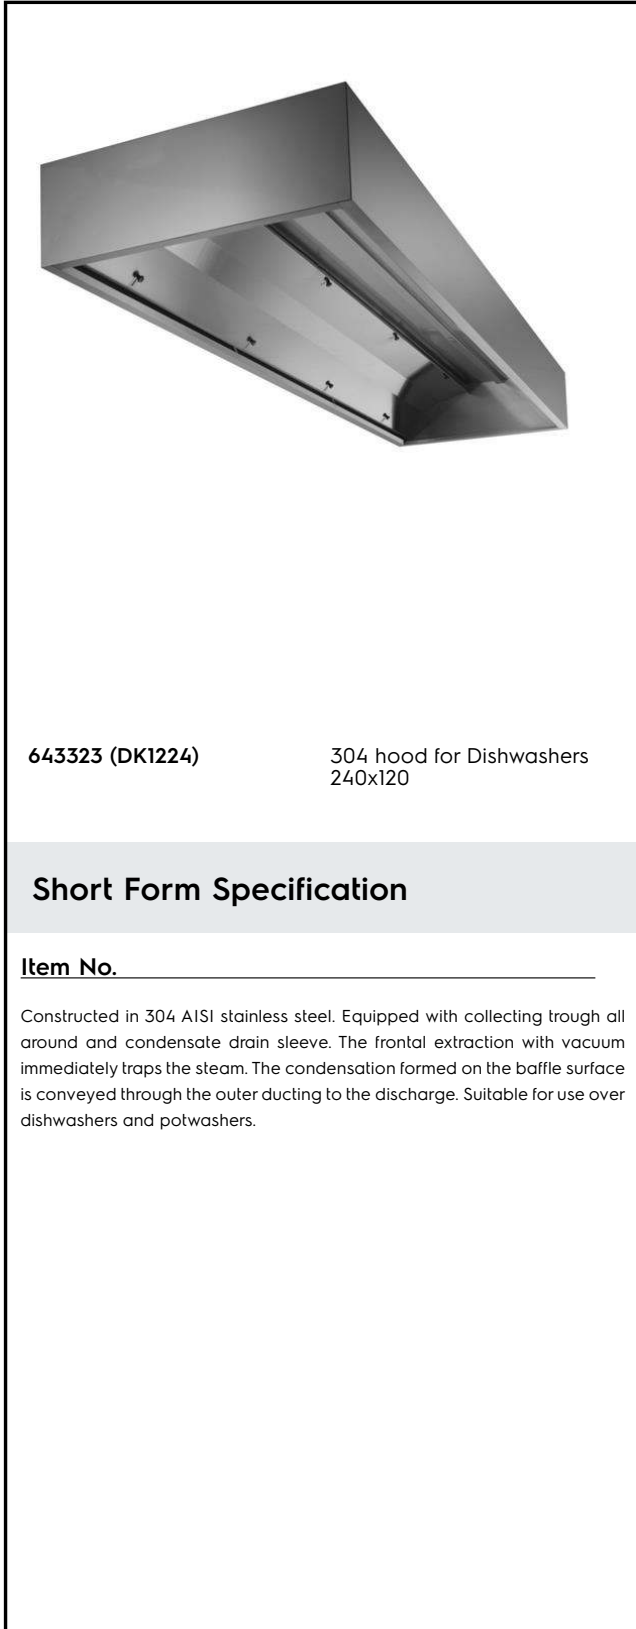 643323 (DK1224)
304 hood for Dishwashers
240x120
Short Form Specification
Item No.
Constructed in 304 AISI stainless steel. Equipped with collecting trough all
around and condensate drain sleeve. The frontal extraction with vacuum
immediately traps the steam. The condensation formed on the baffle surface
is conveyed through the outer ducting to the discharge. Suitable for use over
dishwashers and potwashers.